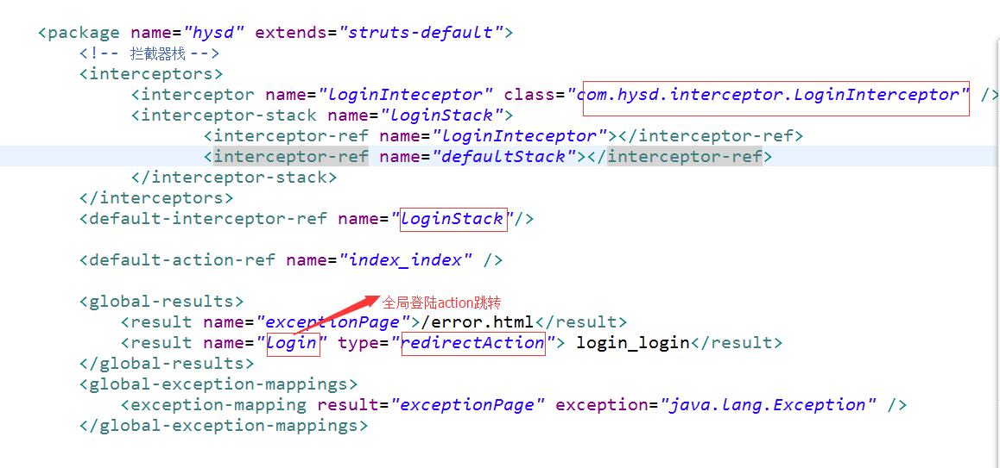 <package name="hysd" extends="struts-default">
<!-- 拦截器栈 -->
<interceptors>
<interceptor name="loginInteceptor" class="com.hysd.interceptor.LoginInterceptor" />
<interceptor-stack name="loginStack">
<interceptor-ref name="loginInteceptor"></interceptor-ref>
<interceptor-ref name="defaultStack"></interceptor-ref>
</interceptor-stack>
</interceptors>
<default-interceptor-ref name="loginStack"/>
<default-action-ref name="index_index" />
<global-results>
全局登陆action跳转
<result name="exceptionPage">/error.html</result>
<result name="login" type="redirectAction"> login_login</result>
</global-results>
<global-exception-mappings>
<exception-mapping result="exceptionPage" exception="java.lang.Exception" />
</global-exception-mappings>